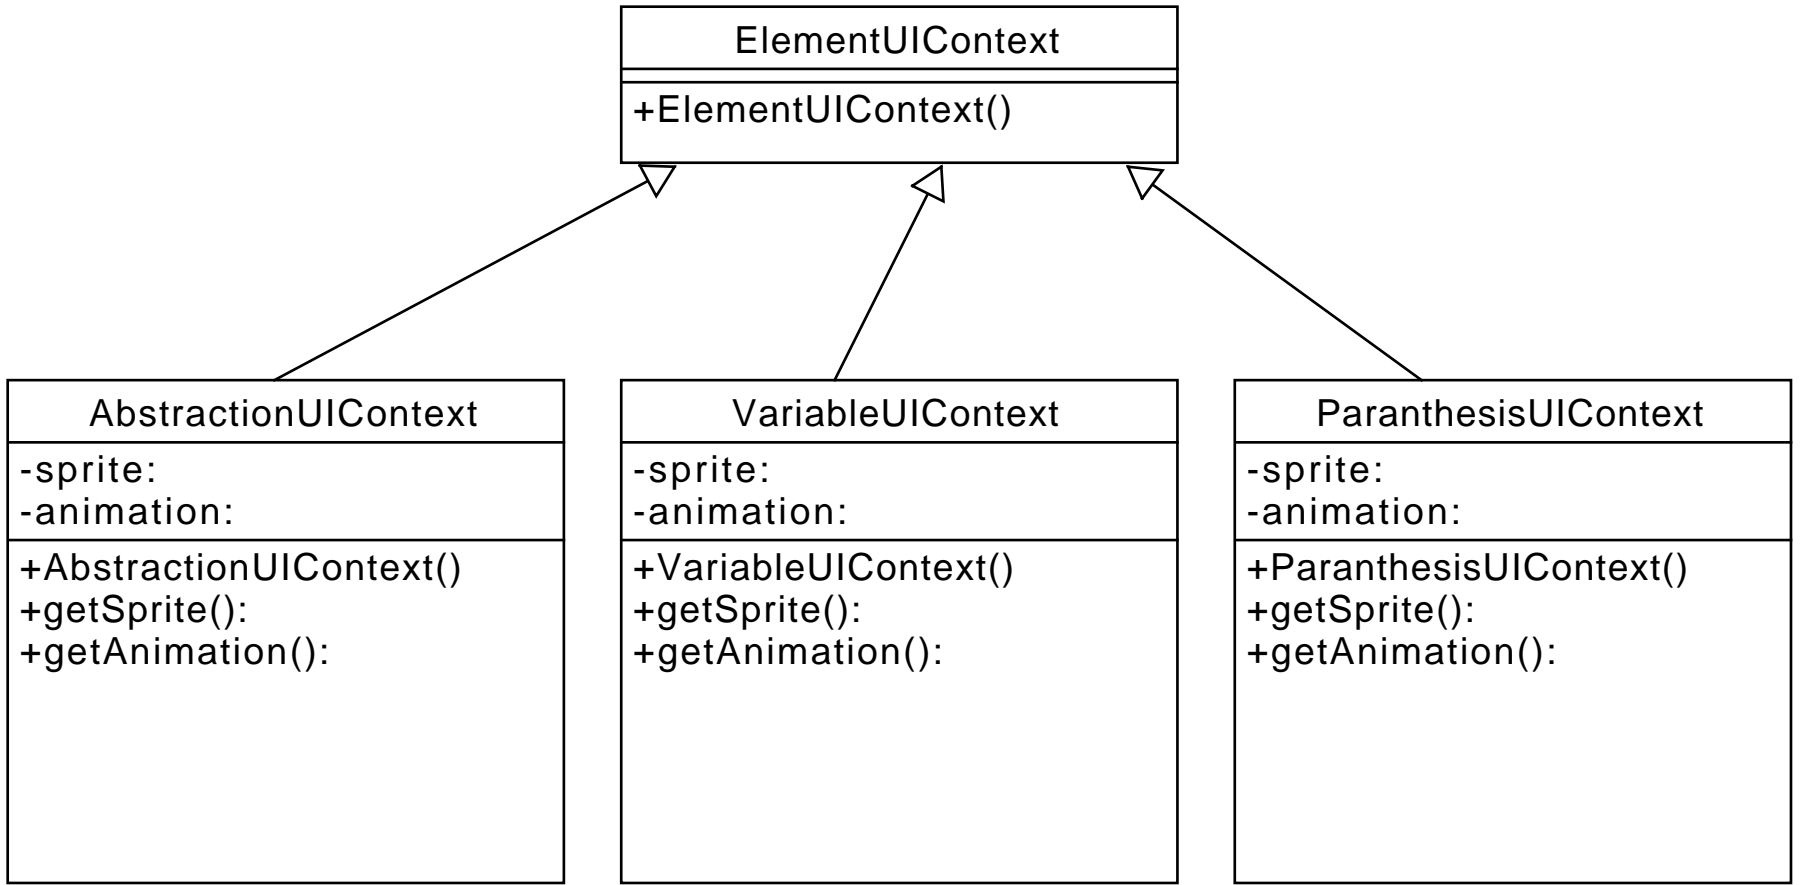 ElementUIContext
+ElementUIContext()
AbstractionUIContext
-sprite:
-animation:
+AbstractionUIContext()
+getSprite():
+getAnimation():
VariableUIContext
-sprite:
-animation:
+VariableUIContext()
+getSprite():
+getAnimation():
ParanthesisUIContext
-sprite:
-animation:
+ParanthesisUIContext()
+getSprite():
+getAnimation():